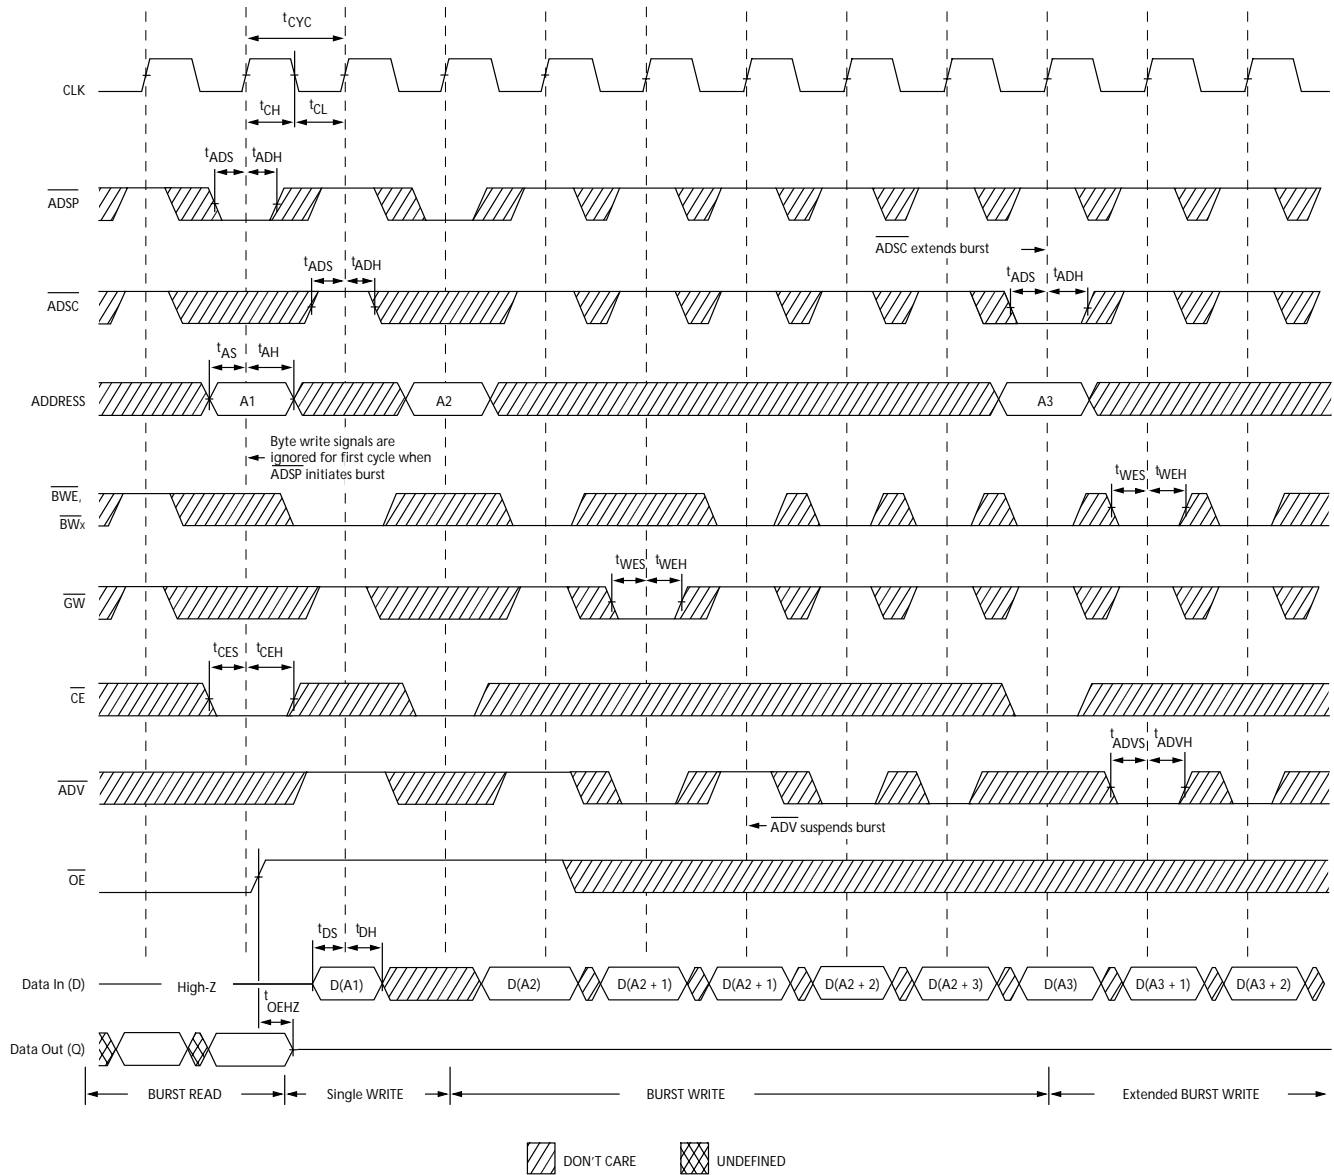 tCYC
CLK
tCH
tCL
tADS
tADH
ADSP
ADSC extends burst
tADS
tADH
tADS
tADH
ADSC
tAS
tAH
ADDRESS
A1
A2
A3
Byte write signals are
ignored for first cycle when
ADSP initiates burst
BWE,
BWx
tWES
tWEH
tWES
tWEH
GW
tCES
tCEH
CE
tADVS
tADVH
ADV
ADV suspends burst
OE
tDS
tDH
Data In (D)
High-Z
D(A1)
D(A2)
D(A2 + 1)
D(A2 + 1)
D(A2 + 2)
D(A2 + 3)
D(A3)
D(A3 + 1)
D(A3 + 2)
tOEHZ
Data Out (Q)
BURST READ
Single WRITE
BURST WRITE
Extended BURST WRITE
DON'T CARE
UNDEFINED